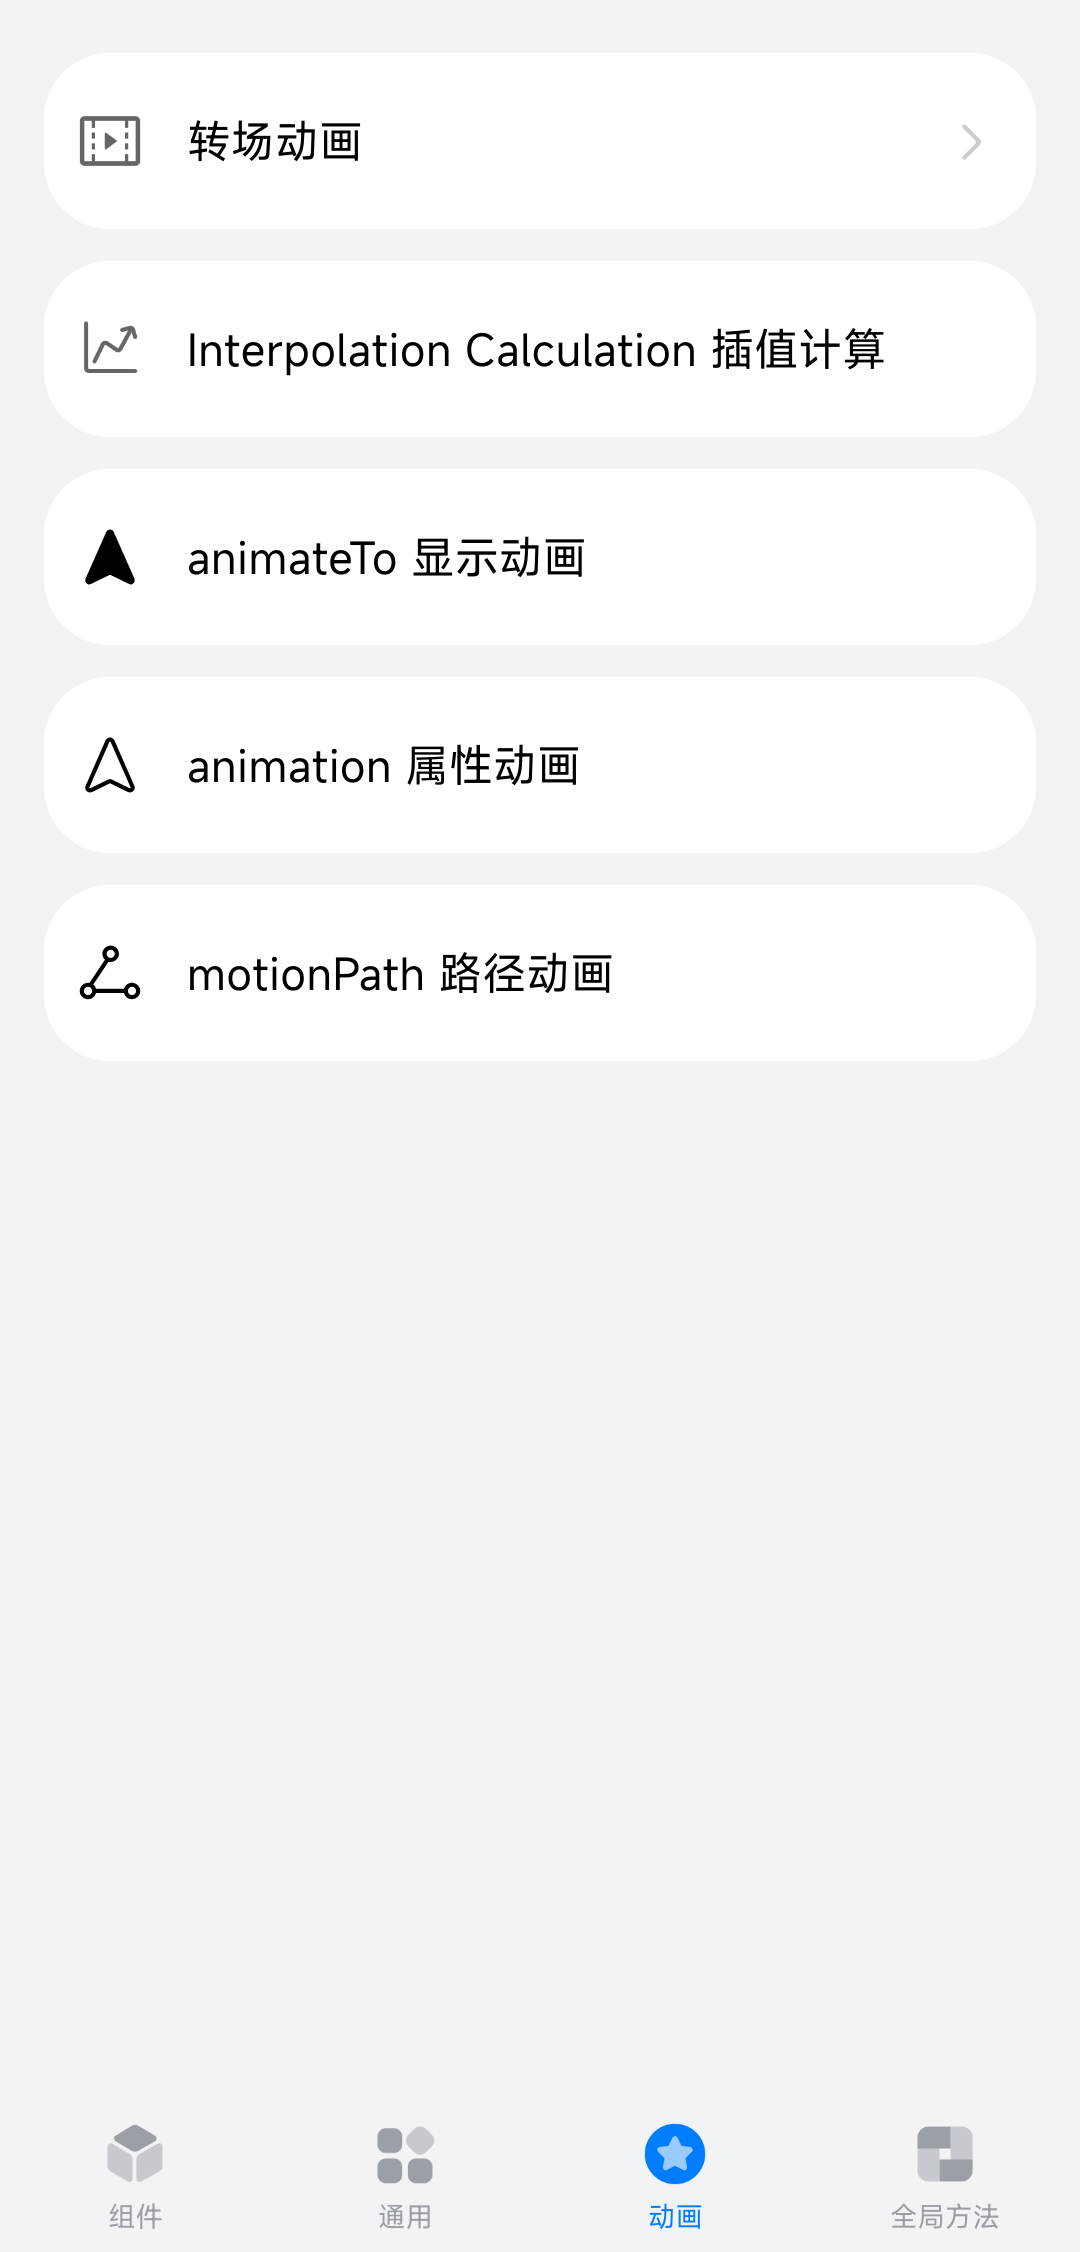 转场动画
Interpolation Calculation 插值计算
animateTo 显示动画
animation 属性动画
motionPath 路径动画
组件
通用
动画
全局方法